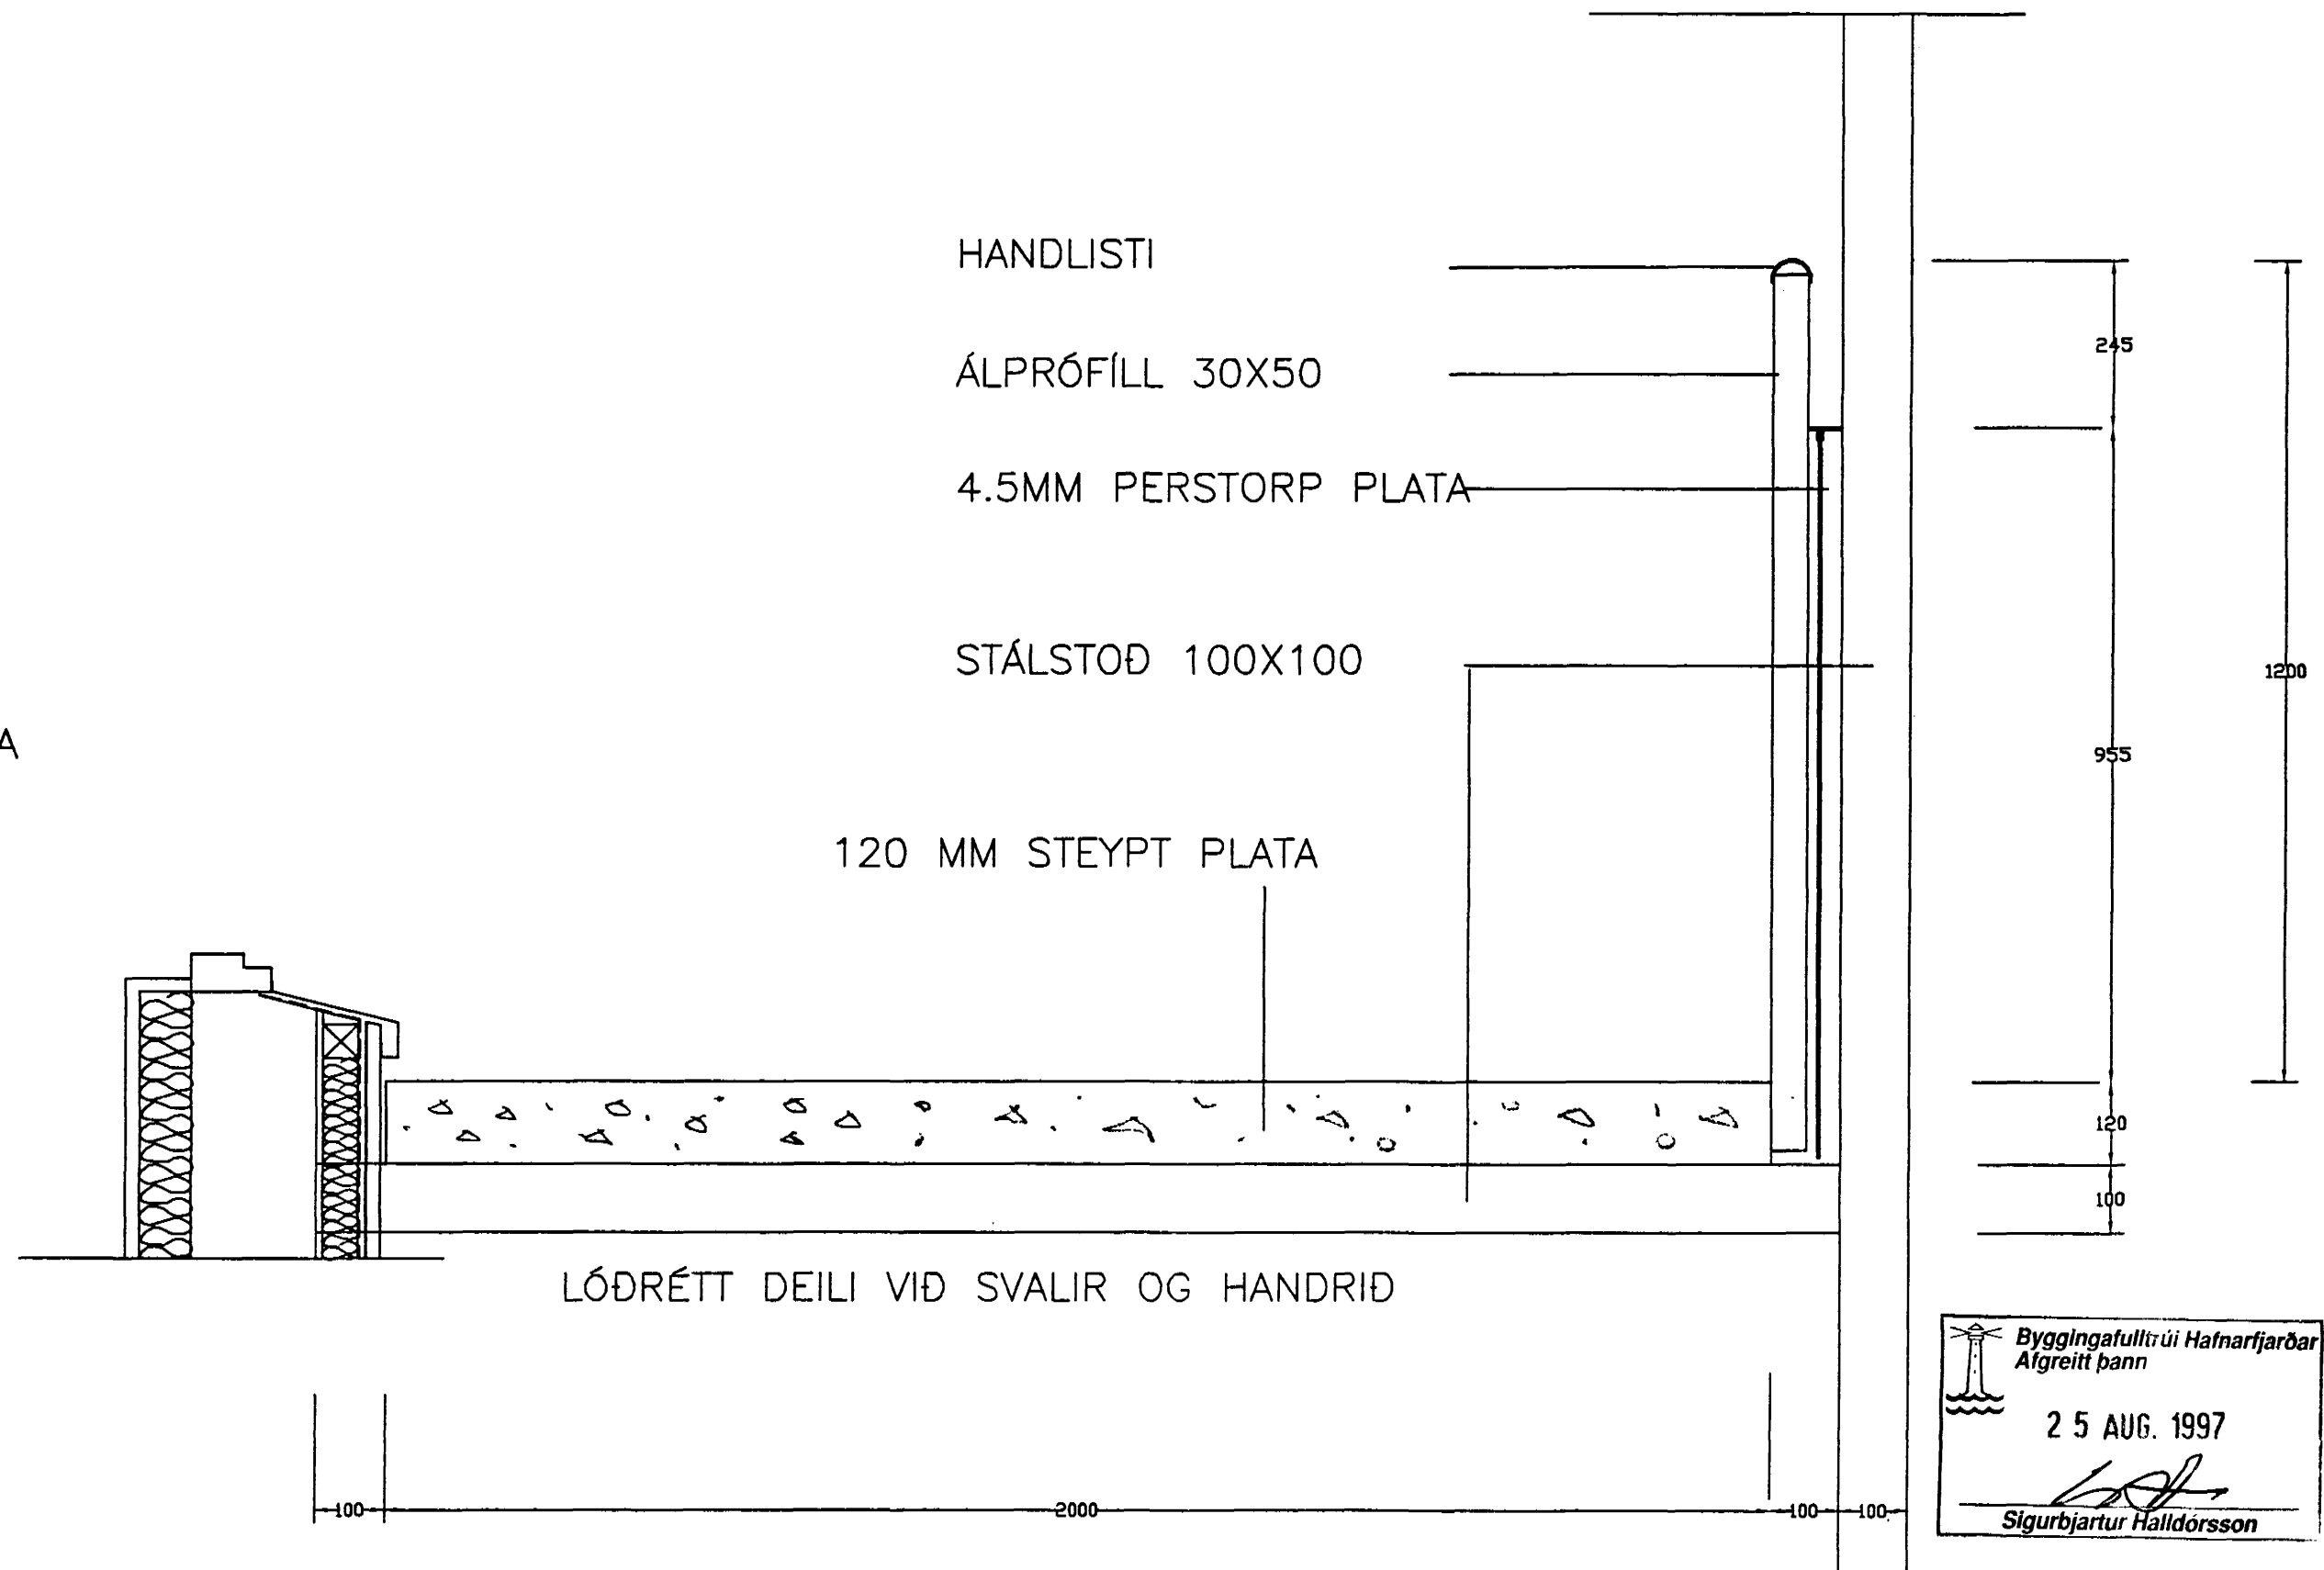 HANDLISTI
ÁLPRÓFÍLL 30X50
4.5MM PERSTORP PLATA
STÁLSTOÐ 100X100
A
120 MM STEYPT PLATA
245
1200
955
120
100
LÓÐRÉTT DEILI VIÐ SVALIR OG HANDRIÐ
100
2000
100
100
Byggingafulltrúi Hafnarfjarðar
Afgreitt þann
25 AUG. 1997
Sigurbjartur Halldórsson